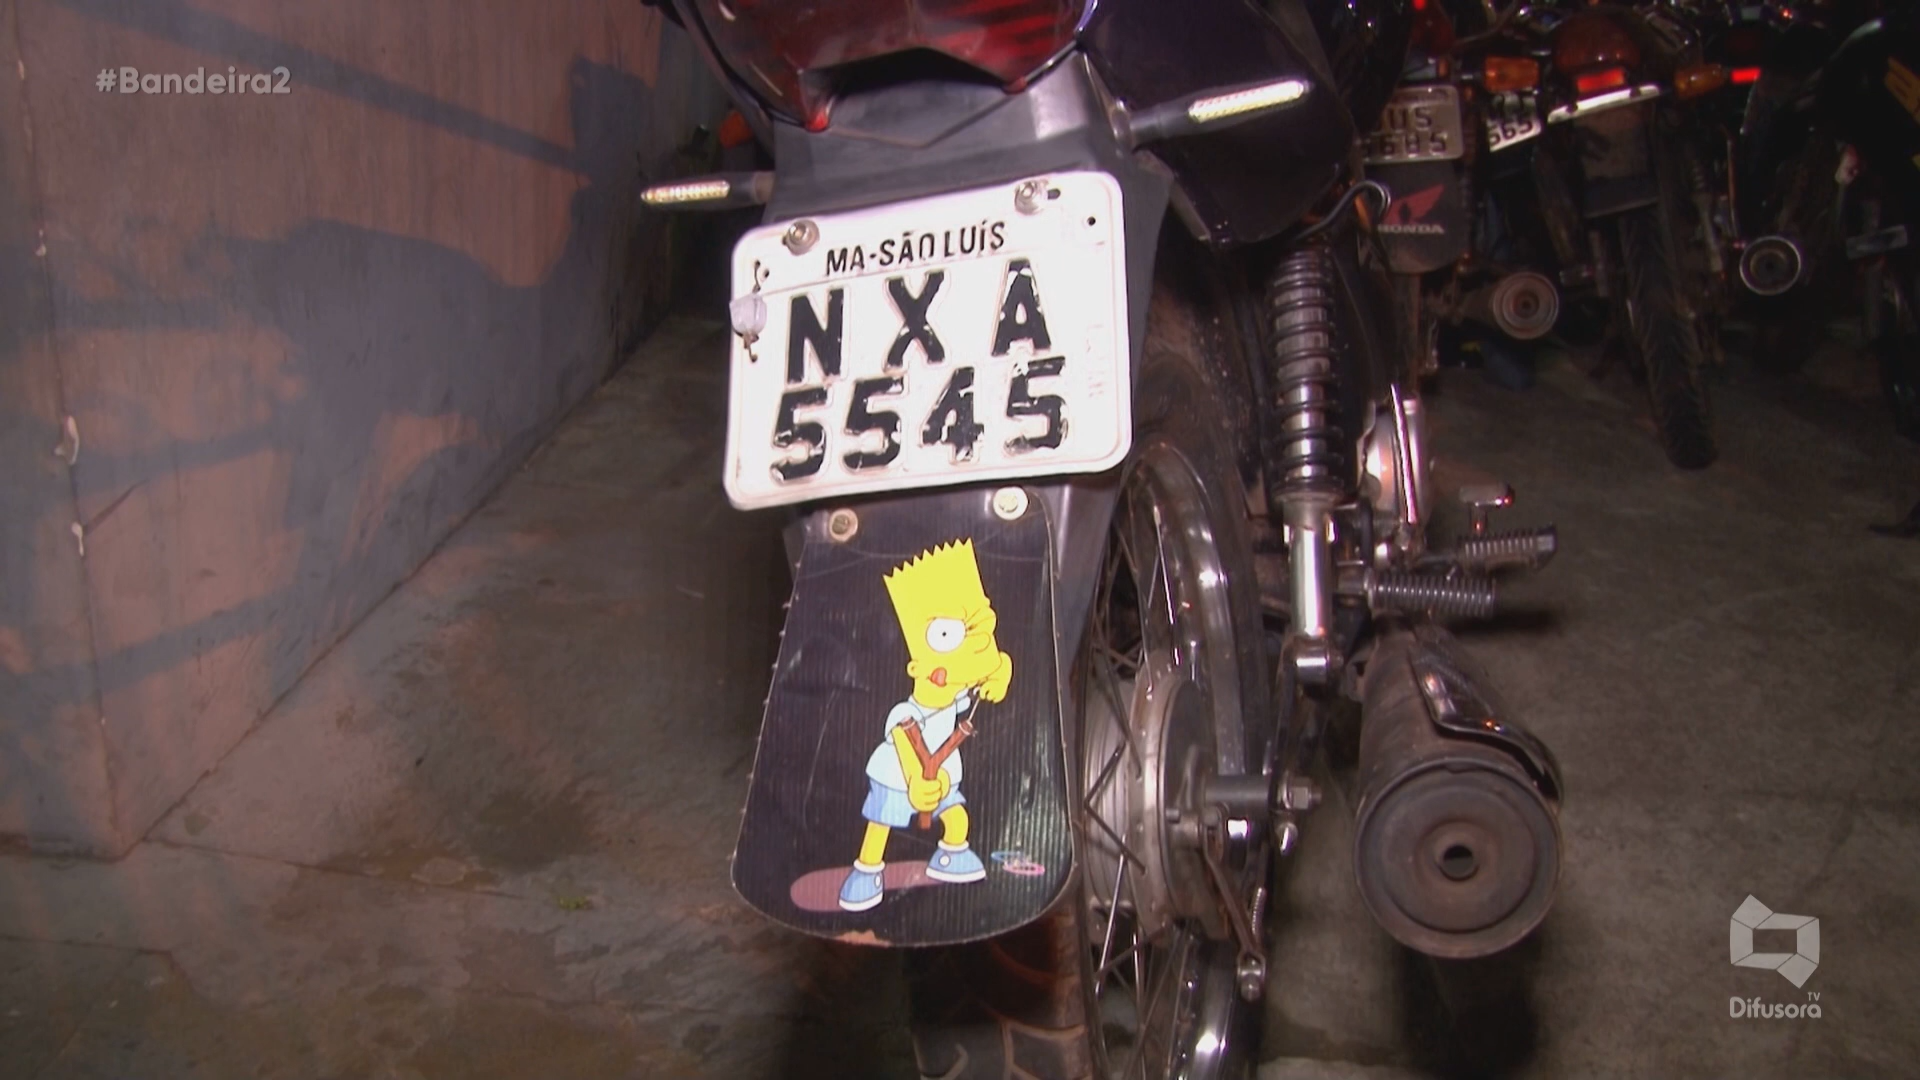 #Bandeira2
MA-SÃO LUÍS
NXA
5545
HONDA
TV
Difusora